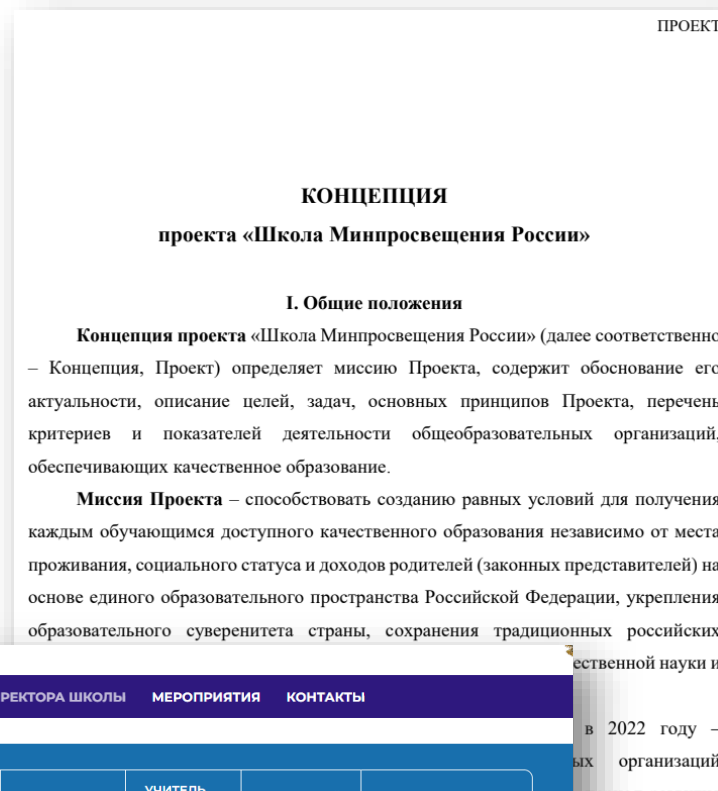 ПРОЕКТ
КОНЦЕПЦИЯ
проекта «Школа Минпросвещения России»
I. Общие положения
Концепция проекта «Школа Минпросвещения России» (далее соответственно
– Концепция, Проект) определяет миссию Проекта, содержит обоснование его
актуальности, описание целей, задач, основных принципов Проекта, перечень
критериев и показателей деятельности общеобразовательных организаций,
обеспечивающих качественное образование.
Миссия Проекта – способствовать созданию равных условий для получения
каждым обучающимся доступного качественного образования независимо от места
проживания, социального статуса и доходов родителей (законных представителей) на
основе единого образовательного пространства Российской Федерации, укрепления
образовательного суверенитета страны, сохранения традиционных российских
ественной науки и
РЕКТОРА ШКОЛЫ МЕРОПРИЯТИЯ КОНТАКТЫ
в 2022 году –
ых организаций
УЧИТЕЛЬ